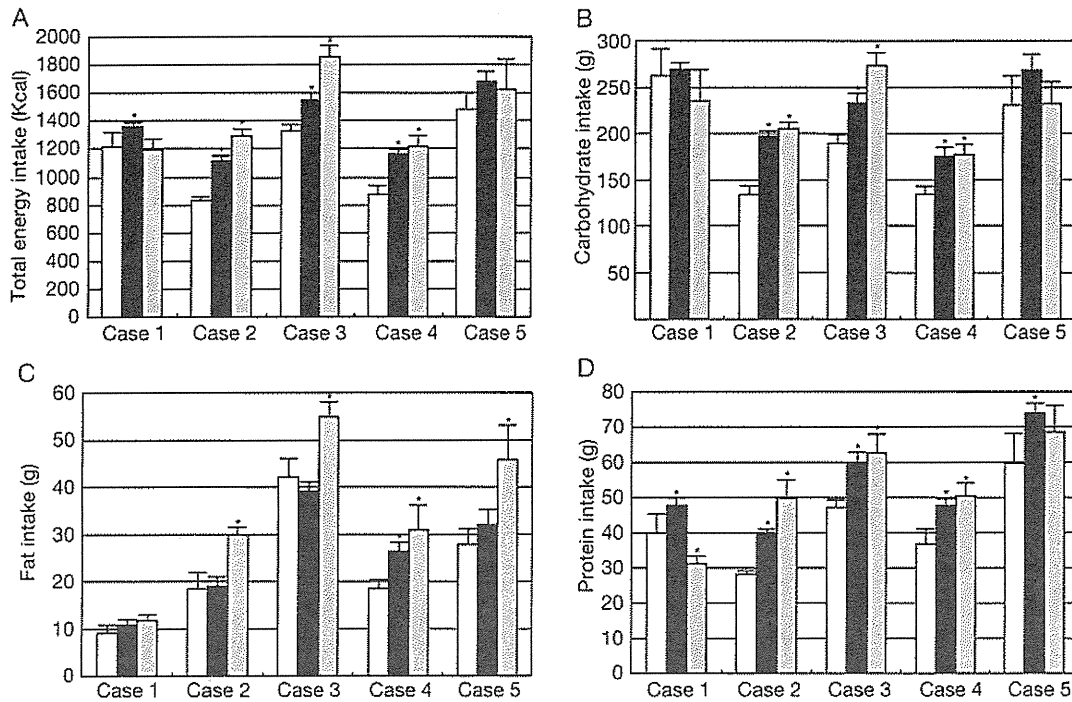 A
Total energy intake (Kcal)
2000
1800
1600
1400
1200
1000
800
600
400
200
0
* * * * * * *
Case 1 Case 2 Case 3 Case 4 Case 5
B
Carbohydrate intake (g)
300
250
200
150
100
50
* * * * * *
Case 1 Case 2 Case 3 Case 4 Case 5
C
Fat intake (g)
60
50
40
30
20
10
0
* * * * *
Case 1 Case 2 Case 3 Case 4 Case 5
D
Protein intake (g)
80
70
60
50
40
30
20
10
0
* * * * * * * * *
Case 1 Case 2 Case 3 Case 4 Case 5